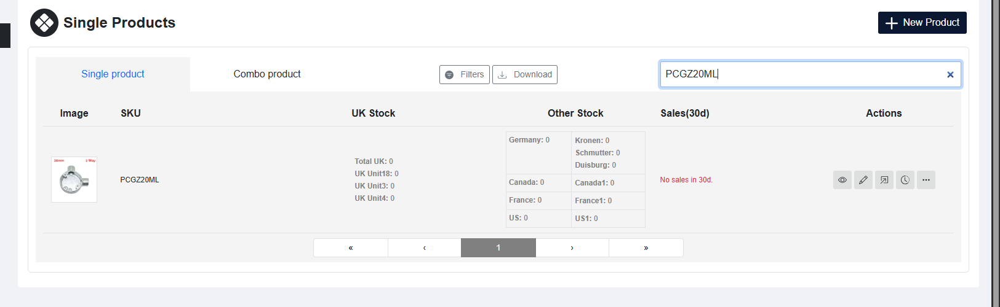 Single Products
New Product
Single product
Combo product
Filters
Download
PCGZ20ML
Image
SKU
UK Stock
Other Stock
Sales(30d)
Actions
20mm
2 Way
PCGZ20ML
Total UK: 0
UK Unit18: 0
UK Unit3: 0
UK Unit4: 0
Germany: 0
Kronen: 0
Schmutter: 0
Duisburg: 0
Canada: 0
Canada1: 0
France: 0
France1: 0
US: 0
US1: 0
No sales in 30d.
« ‹ 1 › »